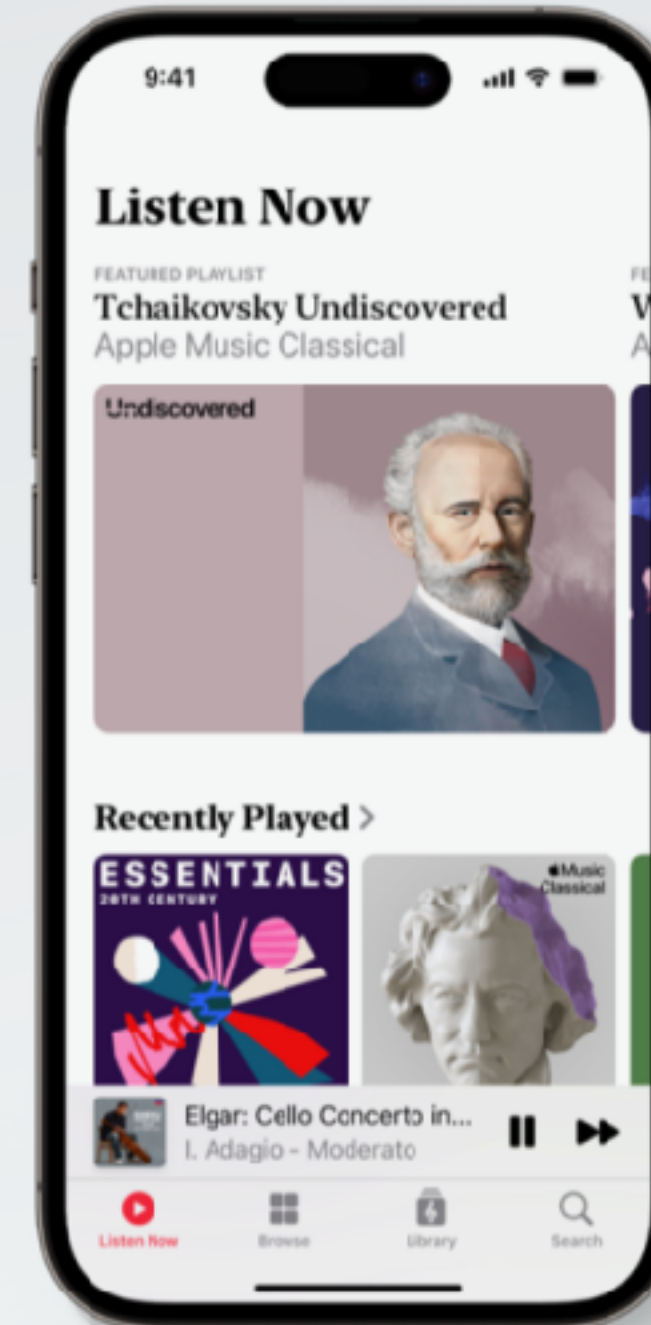 9:41
Listen Now
FEATURED PLAYLIST
Tchaikovsky Undiscovered
Apple Music Classical
FE
W
A
Undiscovered
Recently Played >
ESSENTIALS
20TH CENTURY
Music
Classical
Elgar: Cello Concerto in...
I. Adagio - Moderato
Listen Now
Browse
Library
Search